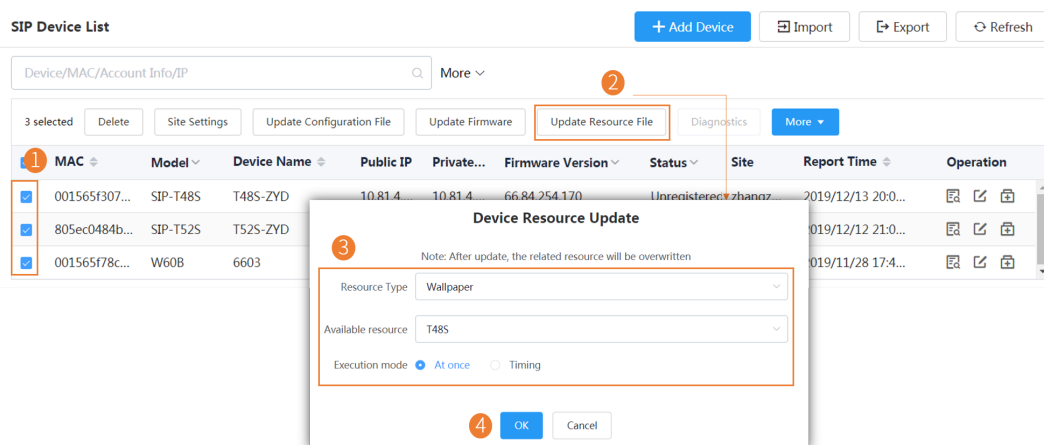 SIP Device List + Add Device Import Export Refresh
Device/MAC/Account Info/IP More
2
3 selected Delete Site Settings Update Configuration File Update Firmware Update Resource File Diagnostics More
1 MAC Model Device Name Public IP Private... Firmware Version Status Site Report Time Operation
001565f307... SIP-T48S T48S-ZYD 10.81.4.... 10.81.4.... 66.84.254.170 Unregistered zhangz... 2019/12/13 20:0...
805ec0484b... SIP-T52S T52S-ZYD 2019/12/12 21:0...
001565f78c... W60B 6603 2019/11/28 17:4...
Device Resource Update
3
Note: After update, the related resource will be overwritten
Resource Type Wallpaper
Available resource T48S
Execution mode At once Timing
4 OK Cancel